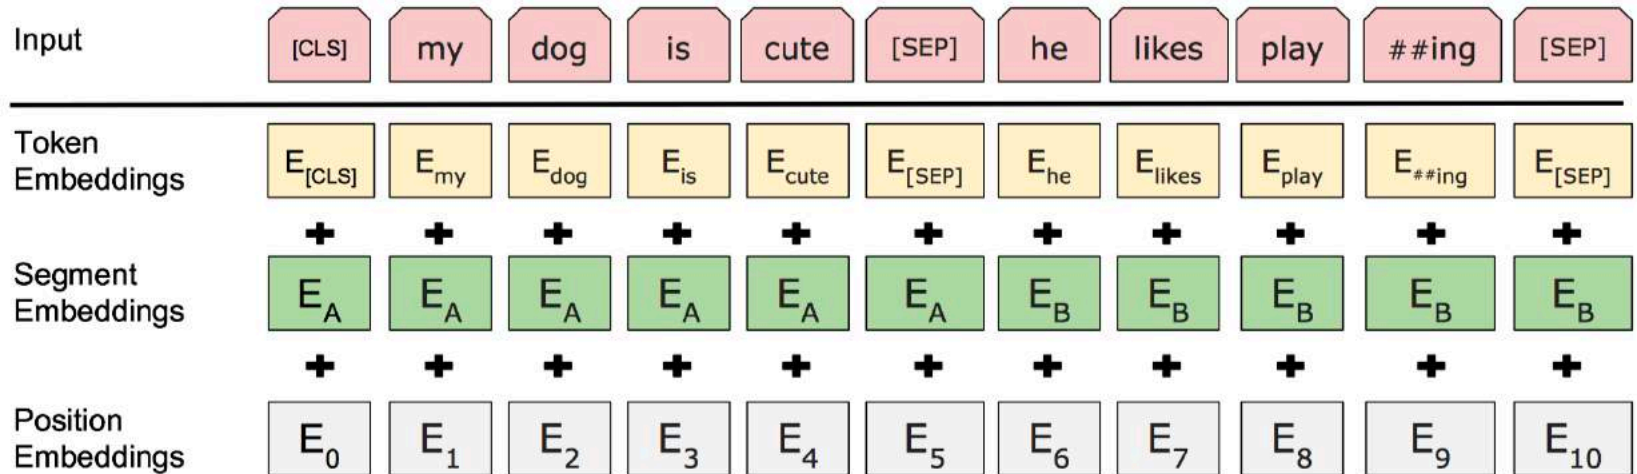 Input [CLS] my dog is cute [SEP] he likes play ##ing [SEP]
Token Embeddings E[CLS] Emy Edog Eis Ecute E[SEP] Ehe Elikes Eplay E##ing E[SEP]
+ + + + + + + + + + +
Segment Embeddings EA EA EA EA EA EA EB EB EB EB EB
+ + + + + + + + + + +
Position Embeddings E0 E1 E2 E3 E4 E5 E6 E7 E8 E9 E10